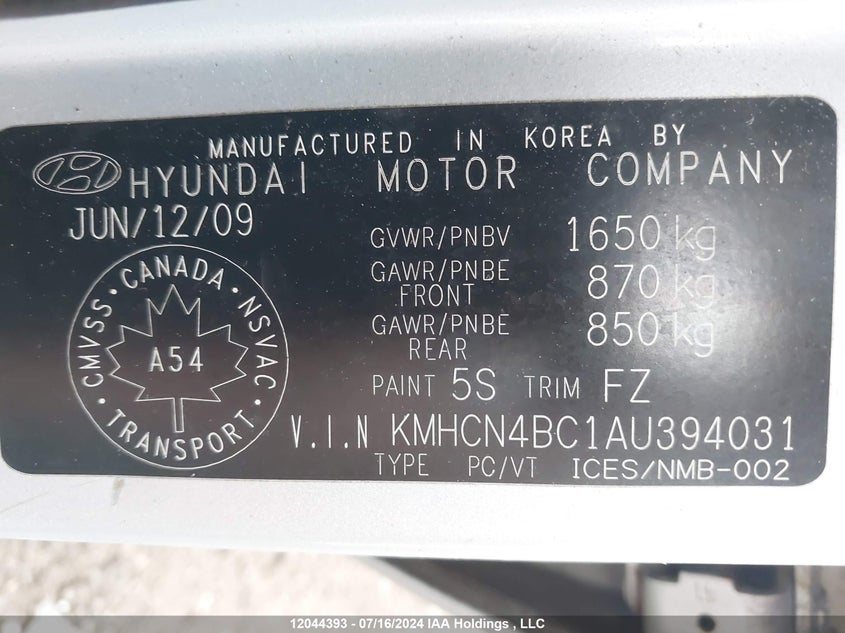 MANUFACTURED IN KOREA BY
HYUNDAI MOTOR COMPANY
JUN/12/09
GVWR/PNBV 1650 kg
GAWR/PNBE FRONT 870 kg
GAWR/PNBE REAR 850 kg
PAINT 5S TRIM FZ
CMVSS · CANADA · NSVAC · TRANSPORT ·
A54
V.I.N KMHCN4BC1AU394031
TYPE PC/VT ICES/NMB-002
12044393 - 07/16/2024 IAA Holdings , LLC